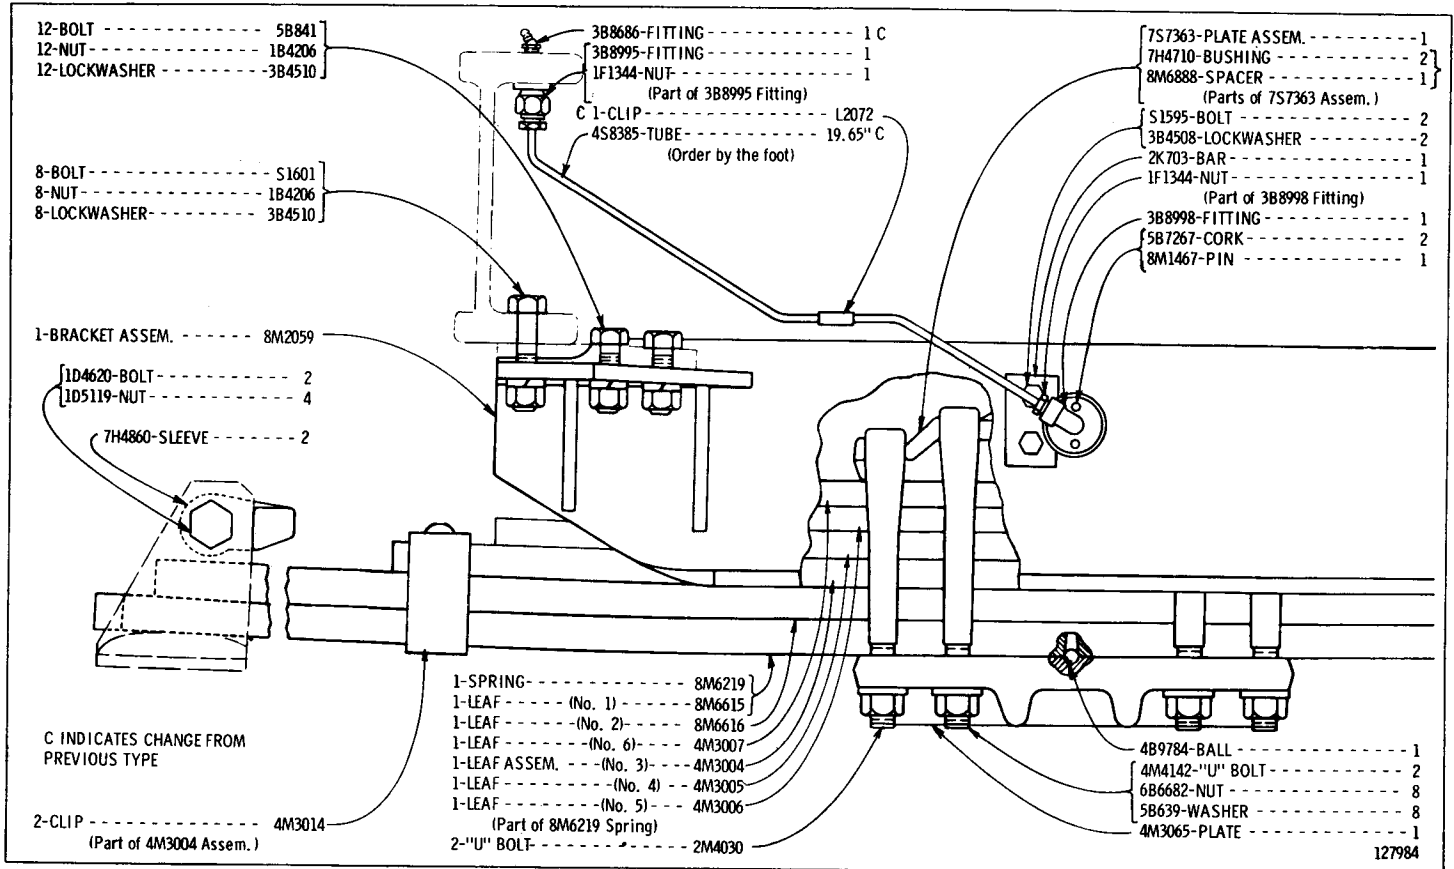 12-BOLT - - - - - - - - - - - 5B841
12-NUT - - - - - - - - - - - 1B4206
12-LOCKWASHER - - - - - - -3B4510
8-BOLT- - - - - - - - - - - - S1601
8-NUT - - - - - - - - - - - - 1B4206
8-LOCKWASHER- - - - - - - - 3B4510
1-BRACKET ASSEM. - - - - - - 8M2059
1D4620-BOLT - - - - - - - - - 2
1D5119-NUT - - - - - - - - - - 4
7H4860-SLEEVE - - - - - - - 2
3B8686-FITTING - - - - - - - - - - - 1 C
3B8995-FITTING - - - - - - - - - - - 1
1F1344-NUT- - - - - - - - - - - - - 1
(Part of 3B8995 Fitting)
C 1-CLIP - - - - - - - - - - - - - L2072
4S8385-TUBE - - - - - - - - - - 19.65" C
(Order by the foot)
7S7363-PLATE ASSEM. - - - - - - - - 1
7H4710-BUSHING - - - - - - - - - - 2
8M6888-SPACER - - - - - - - - - - 1
(Parts of 7S7363 Assem.)
S1595-BOLT - - - - - - - - - - - - 2
3B4508-LOCKWASHER - - - - - - - - 2
2K703-BAR - - - - - - - - - - - - - 1
1F1344-NUT - - - - - - - - - - - - 1
(Part of 3B8998 Fitting)
3B8998-FITTING - - - - - - - - - - 1
5B7267-CORK - - - - - - - - - - - - 2
8M1467-PIN - - - - - - - - - - - - 1
1-SPRING - - - - - - - - - - - - - 8M6219
1-LEAF - - - - - (No. 1) - - - - - 8M6615
1-LEAF - - - - - -(No. 2) - - - - - 8M6616
1-LEAF - - - - - - -(No. 6)- - - - 4M3007
1-LEAF ASSEM. - - -(No. 3) - - - -4M3004
1-LEAF - - - - - - - - -(No. 4) - - 4M3005
1-LEAF - - - - - - - -(No. 5) - - - 4M3006
(Part of 8M6219 Spring)
2-"U" BOLT- - - - - - - - - - - - - 2M4030
C INDICATES CHANGE FROM
PREVIOUS TYPE
2-CLIP - - - - - - - - - - - - 4M3014
(Part of 4M3004 Assem.)
4B9784-BALL - - - - - - - - - - - - 1
4M4142-"U" BOLT - - - - - - - - - - 2
6B6682-NUT - - - - - - - - - - - - 8
5B639-WASHER - - - - - - - - - - - 8
4M3065-PLATE - - - - - - - - - - - 1
127984